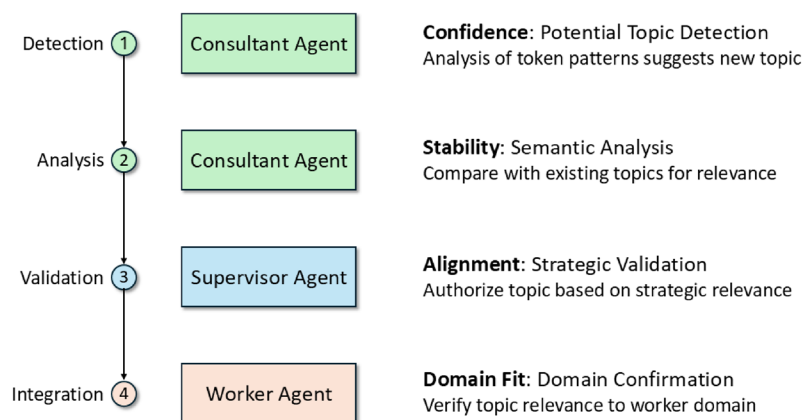 Detection 1 Consultant Agent Confidence: Potential Topic Detection
Analysis of token patterns suggests new topic
Analysis 2 Consultant Agent Stability: Semantic Analysis
Compare with existing topics for relevance
Validation 3 Supervisor Agent Alignment: Strategic Validation
Authorize topic based on strategic relevance
Integration 4 Worker Agent Domain Fit: Domain Confirmation
Verify topic relevance to worker domain